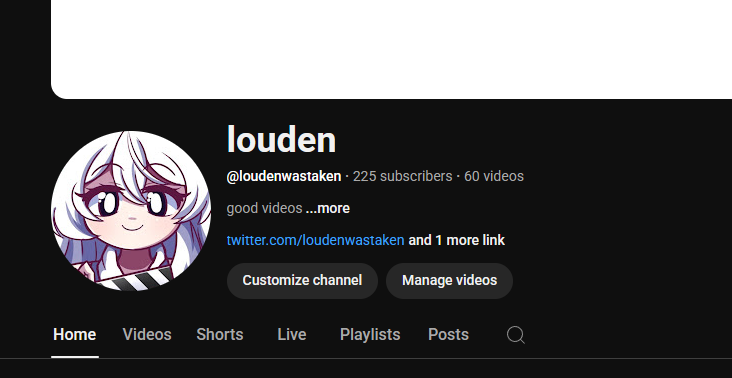 louden
@loudenwastaken · 225 subscribers · 60 videos
good videos ...more
twitter.com/loudenwastaken and 1 more link
Customize channel Manage videos
Home Videos Shorts Live Playlists Posts